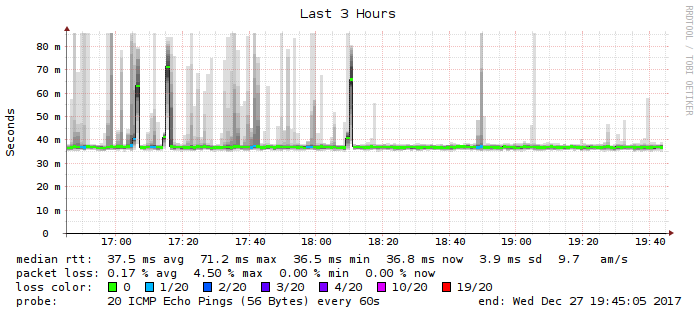 Last 3 Hours
RRDTOOL / TOBI OETIKER
Seconds
80 m
70 m
60 m
50 m
40 m
30 m
20 m
10 m
0
17:00 17:20 17:40 18:00 18:20 18:40 19:00 19:20 19:40
median rtt: 37.5 ms avg 71.2 ms max 36.5 ms min 36.8 ms now 3.9 ms sd 9.7 am/s
packet loss: 0.17 % avg 4.50 % max 0.00 % min 0.00 % now
loss color: 0 1/20 2/20 3/20 4/20 10/20 19/20
probe: 20 ICMP Echo Pings (56 Bytes) every 60s end: Wed Dec 27 19:45:05 2017